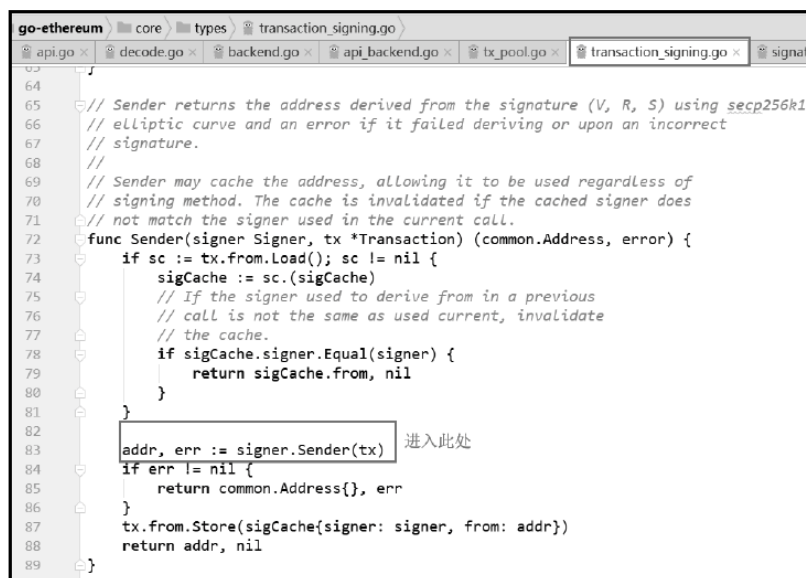 go-ethereum core types transaction_signing.go
api.go × decode.go × backend.go × api_backend.go × tx_pool.go × transaction_signing.go × signat
63 }
64
65 // Sender returns the address derived from the signature (V, R, S) using secp256k1
66 // elliptic curve and an error if it failed deriving or upon an incorrect
67 // signature.
68 //
69 // Sender may cache the address, allowing it to be used regardless of
70 // signing method. The cache is invalidated if the cached signer does
71 // not match the signer used in the current call.
72 func Sender(signer Signer, tx *Transaction) (common.Address, error) {
73     if sc := tx.from.Load(); sc != nil {
74         sigCache := sc.(sigCache)
75         // If the signer used to derive from in a previous
76         // call is not the same as used current, invalidate
77         // the cache.
78         if sigCache.signer.Equal(signer) {
79             return sigCache.from, nil
80         }
81     }
82
83     addr, err := signer.Sender(tx) 进入此处
84     if err != nil {
85         return common.Address{}, err
86     }
87     tx.from.Store(sigCache{signer: signer, from: addr})
88     return addr, nil
89 }